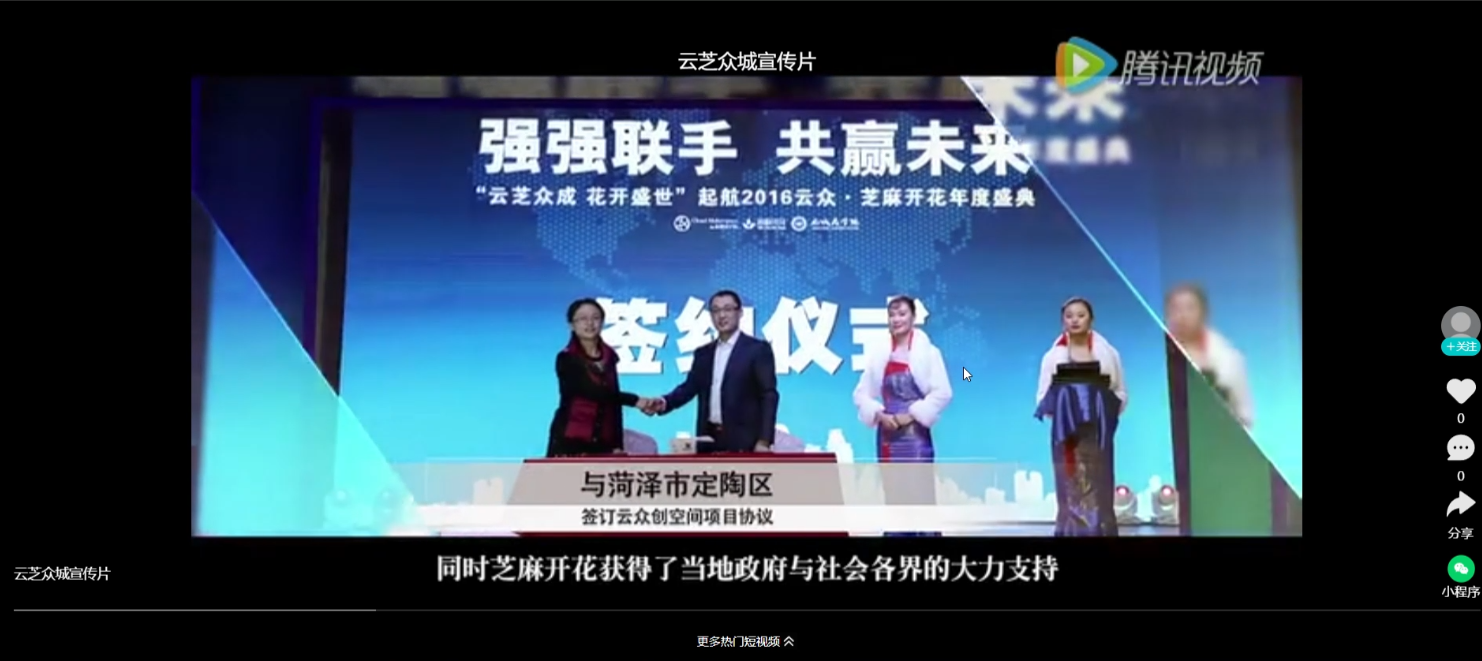 云芝众城宣传片
腾讯视频
强强联手 共赢未来
“云芝众成 花开盛世”起航2016云众·芝麻开花年度盛典
签约仪式
与菏泽市定陶区
签订云众创空间项目协议
同时芝麻开花获得了当地政府与社会各界的大力支持
云芝众城宣传片
+关注
0
0
分享
小程序
更多热门短视频